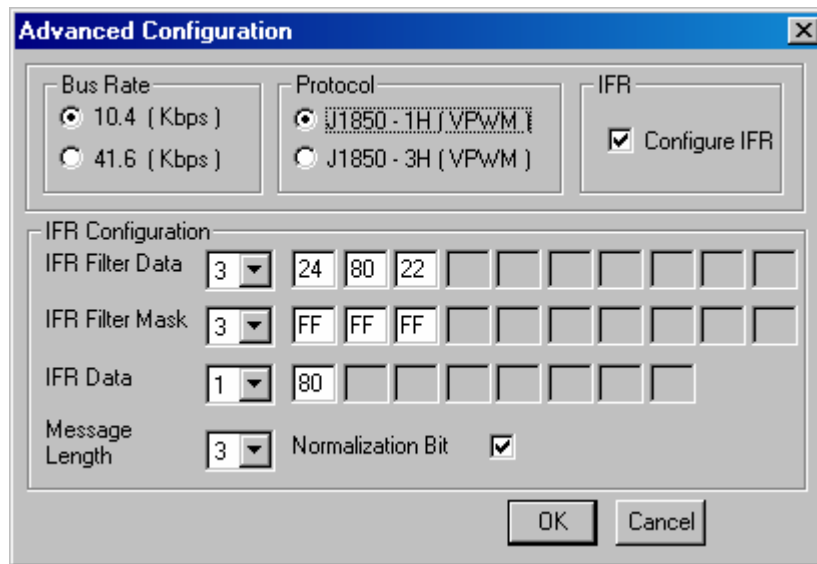 Advanced Configuration
Bus Rate
10.4 ( Kbps )
41.6 ( Kbps )
Protocol
J1850 - 1H ( VPWM )
J1850 - 3H ( VPWM )
IFR
Configure IFR
IFR Configuration
IFR Filter Data 3 24 80 22
IFR Filter Mask 3 FF FF FF
IFR Data 1 80
Message
Length 3 Normalization Bit
OK Cancel